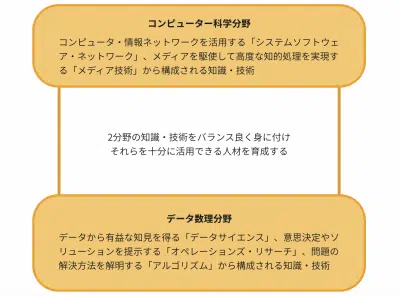 コンピューター科学分野
コンピュータ・情報ネットワークを活用する「システムソフトウェ
ア・ネットワーク」、メディアを駆使して高度な知的処理を実現す
る「メディア技術」から構成される知識・技術
2分野の知識・技術をバランス良く身に付け
それらを十分に活用できる人材を育成する
データ数理分野
データから有益な知見を得る「データサイエンス」、意思決定やソ
リューションを提示する「オペレーションズ・リサーチ」、問題の
解決方法を解明する「アルゴリズム」から構成される知識・技術